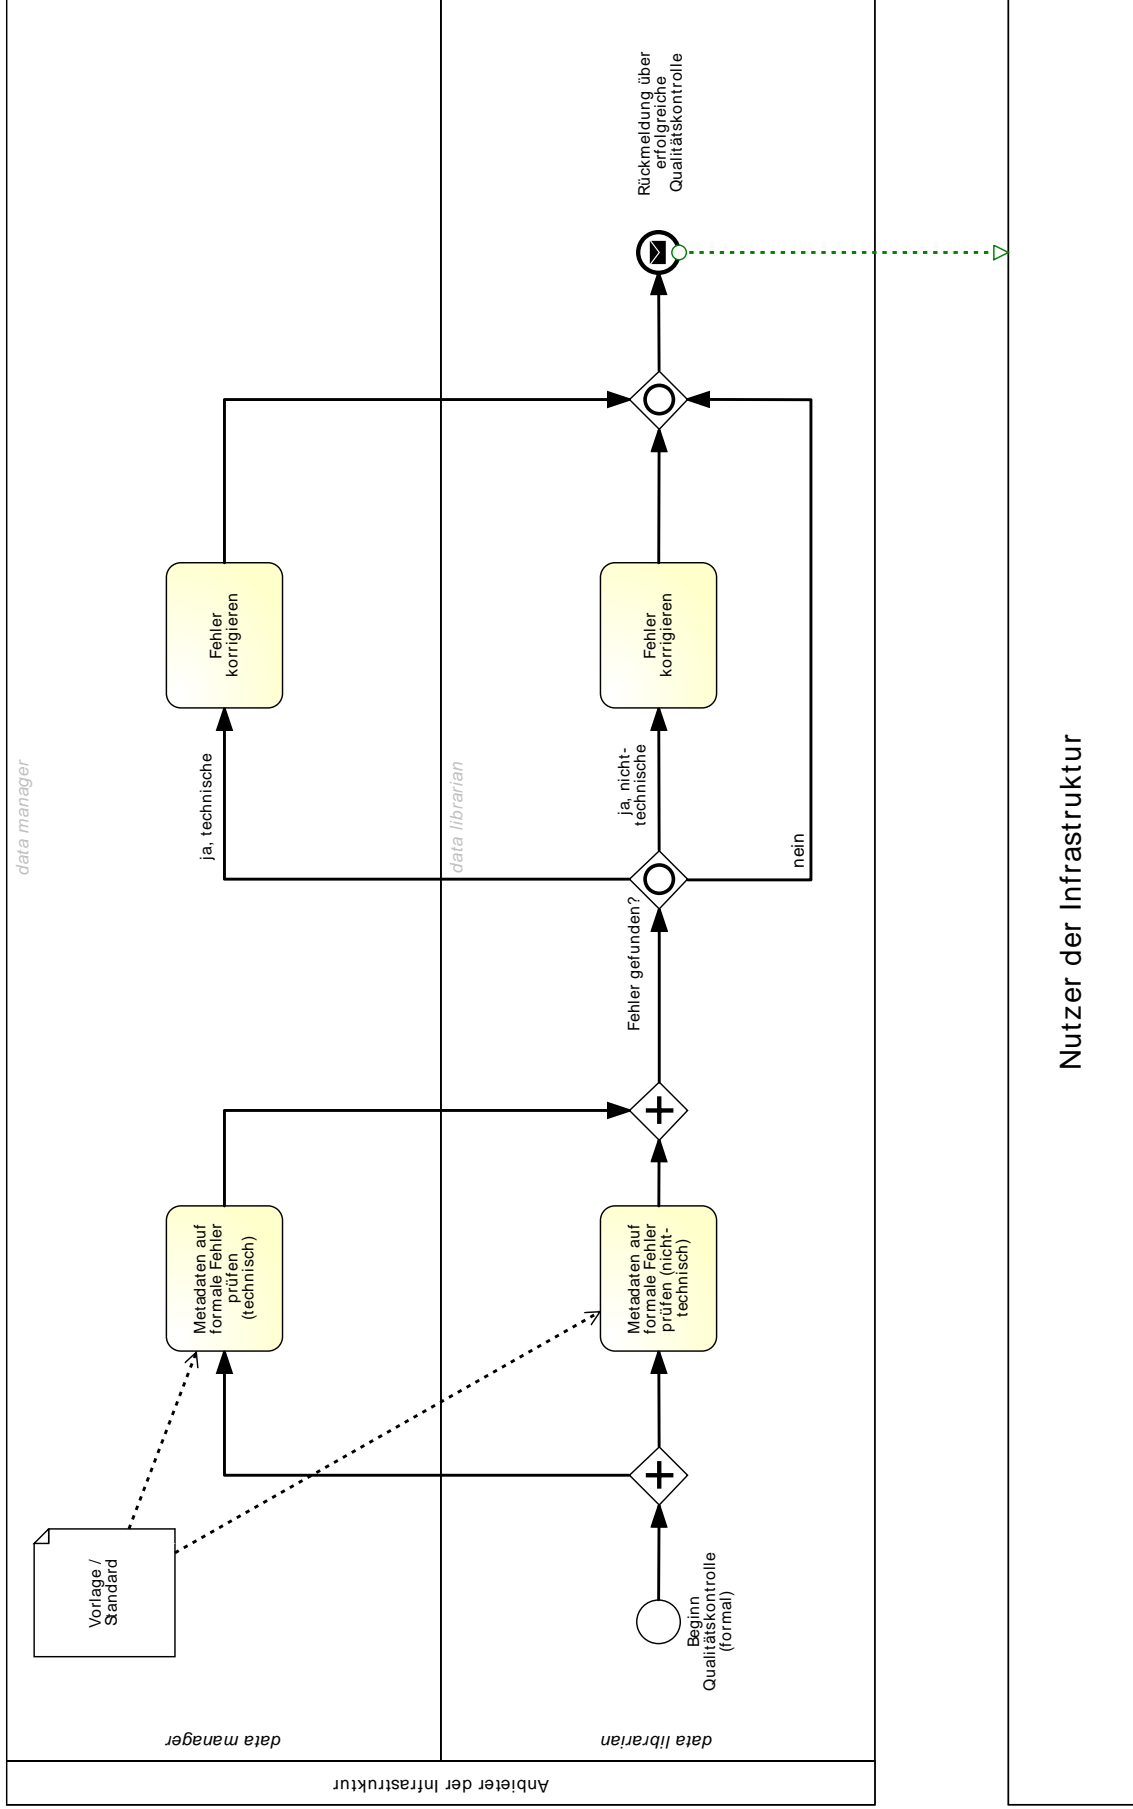 Anbieter der Infrastruktur
data manager
data manager
Vorlage /
Standard
Metadaten auf
formale Fehler
prüfen
(technisch)
ja, technische
Fehler
korrigieren
data librarian
data librarian
Beginn
Qualitätskontrolle
(formal)
Metadaten auf
formale Fehler
prüfen (nicht-
technisch)
Fehler gefunden?
ja, nicht-
technische
Fehler
korrigieren
nein
Rückmeldung über
erfolgreiche
Qualitätskontrolle
Nutzer der Infrastruktur